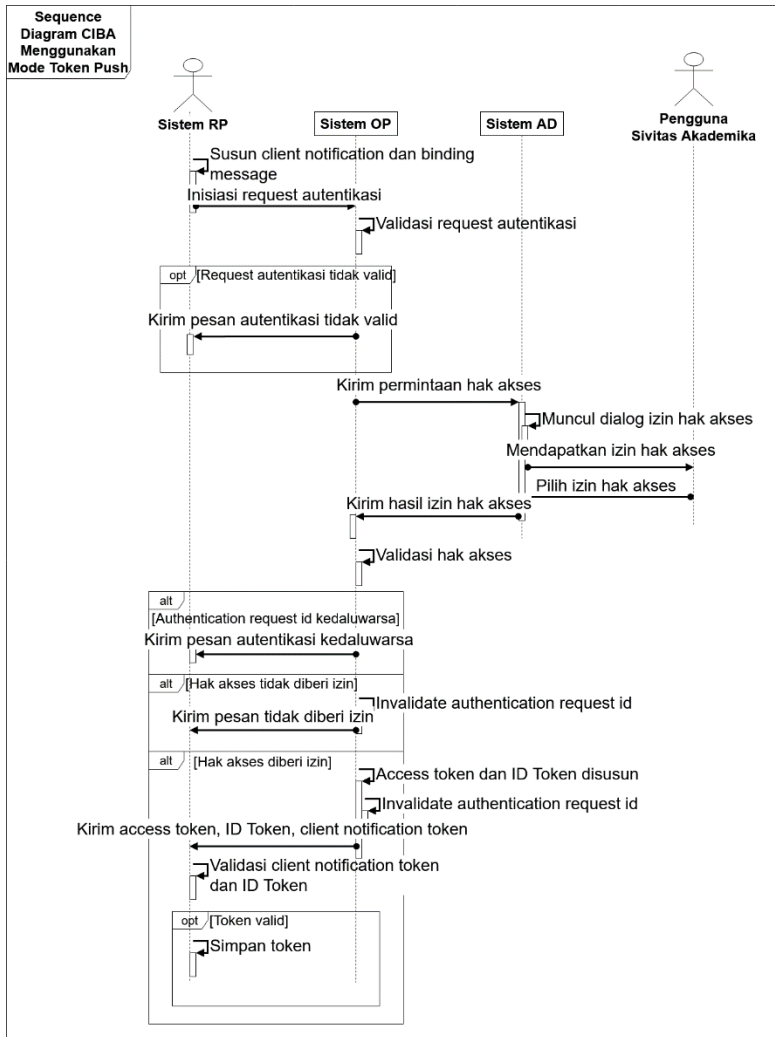 Sequence
Diagram CIBA
Menggunakan
Mode Token Push
Sistem RP
Sistem OP
Sistem AD
Pengguna
Sivitas Akademika
Susun client notification dan binding
message
Inisiasi request autentikasi
Validasi request autentikasi
opt
[Request autentikasi tidak valid]
Kirim pesan autentikasi tidak valid
Kirim permintaan hak akses
Muncul dialog izin hak akses
Mendapatkan izin hak akses
Pilih izin hak akses
Kirim hasil izin hak akses
Validasi hak akses
alt
[Authentication request id kedaluwarsa]
Kirim pesan autentikasi kedaluwarsa
alt
[Hak akses tidak diberi izin]
Invalidate authentication request id
Kirim pesan tidak diberi izin
alt
[Hak akses diberi izin]
Access token dan ID Token disusun
Invalidate authentication request id
Kirim access token, ID Token, client notification token
Validasi client notification token
dan ID Token
opt
[Token valid]
Simpan token